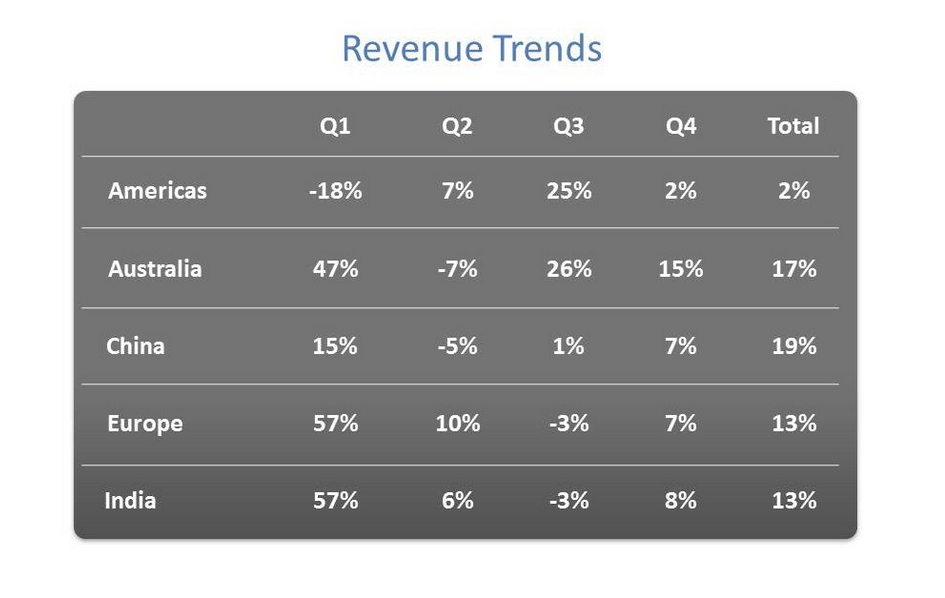 Revenue Trends
Q1 Q2 Q3 Q4 Total
Americas -18% 7% 25% 2% 2%
Australia 47% -7% 26% 15% 17%
China 15% -5% 1% 7% 19%
Europe 57% 10% -3% 7% 13%
India 57% 6% -3% 8% 13%